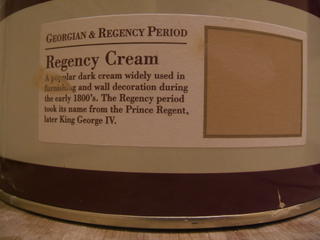 GEORGIAN & REGENCY PERIOD
Regency Cream
A popular dark cream widely used in
furnishing and wall decoration during
the early 1800's. The Regency period
took its name from the Prince Regent,
later King George IV.